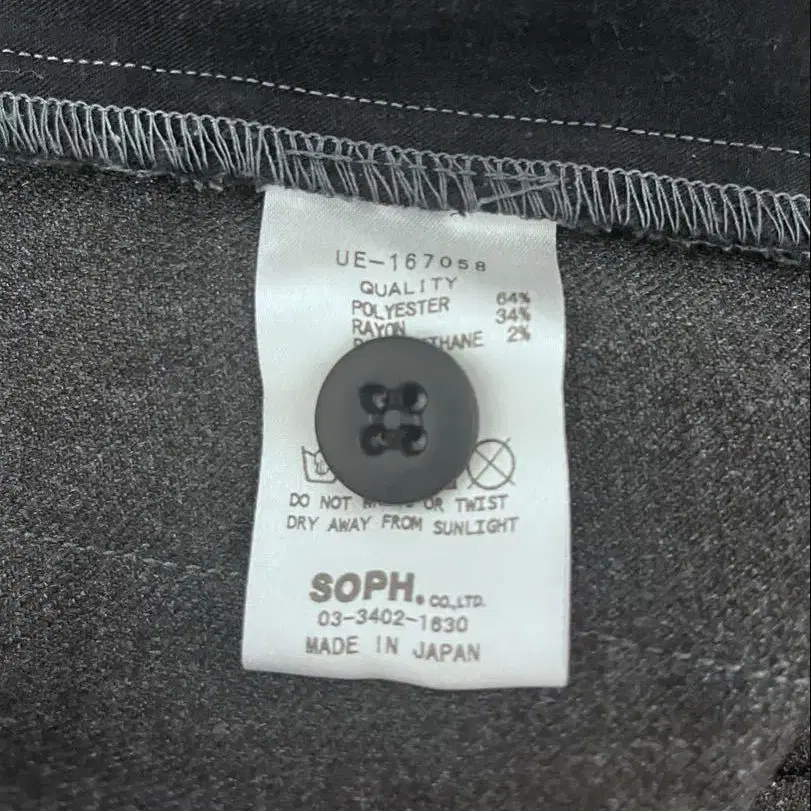 UE-167058
QUALITY
POLYESTER 64%
RAYON 34%
THANE 2%
DO NOT OR TWIST
DRY AWAY FROM SUNLIGHT
SOPH. CO.,LTD.
03-3402-1630
MADE IN JAPAN